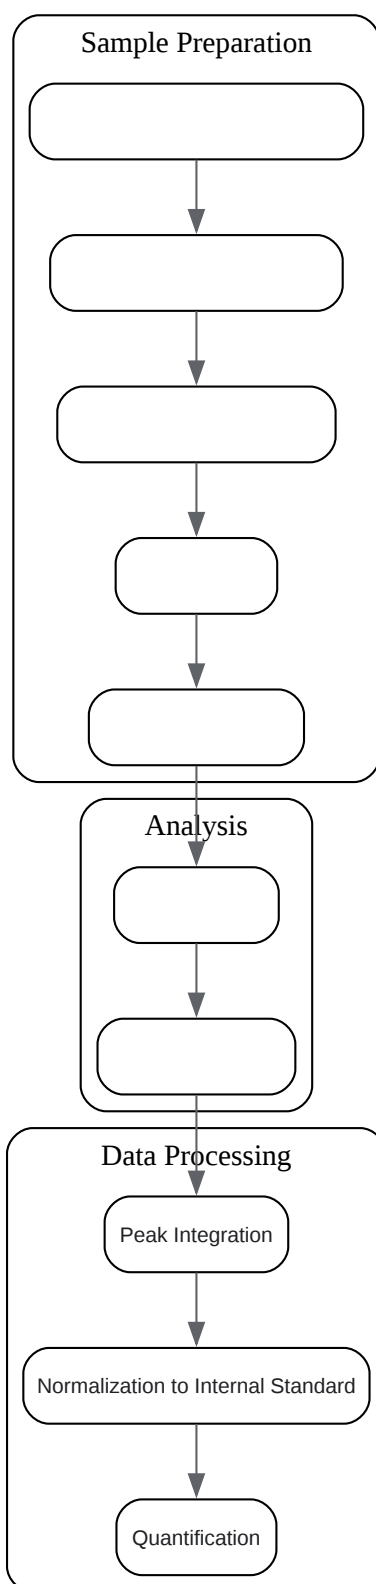 Sample Preparation
Analysis
Data Processing
Peak Integration
Normalization to Internal Standard
Quantification